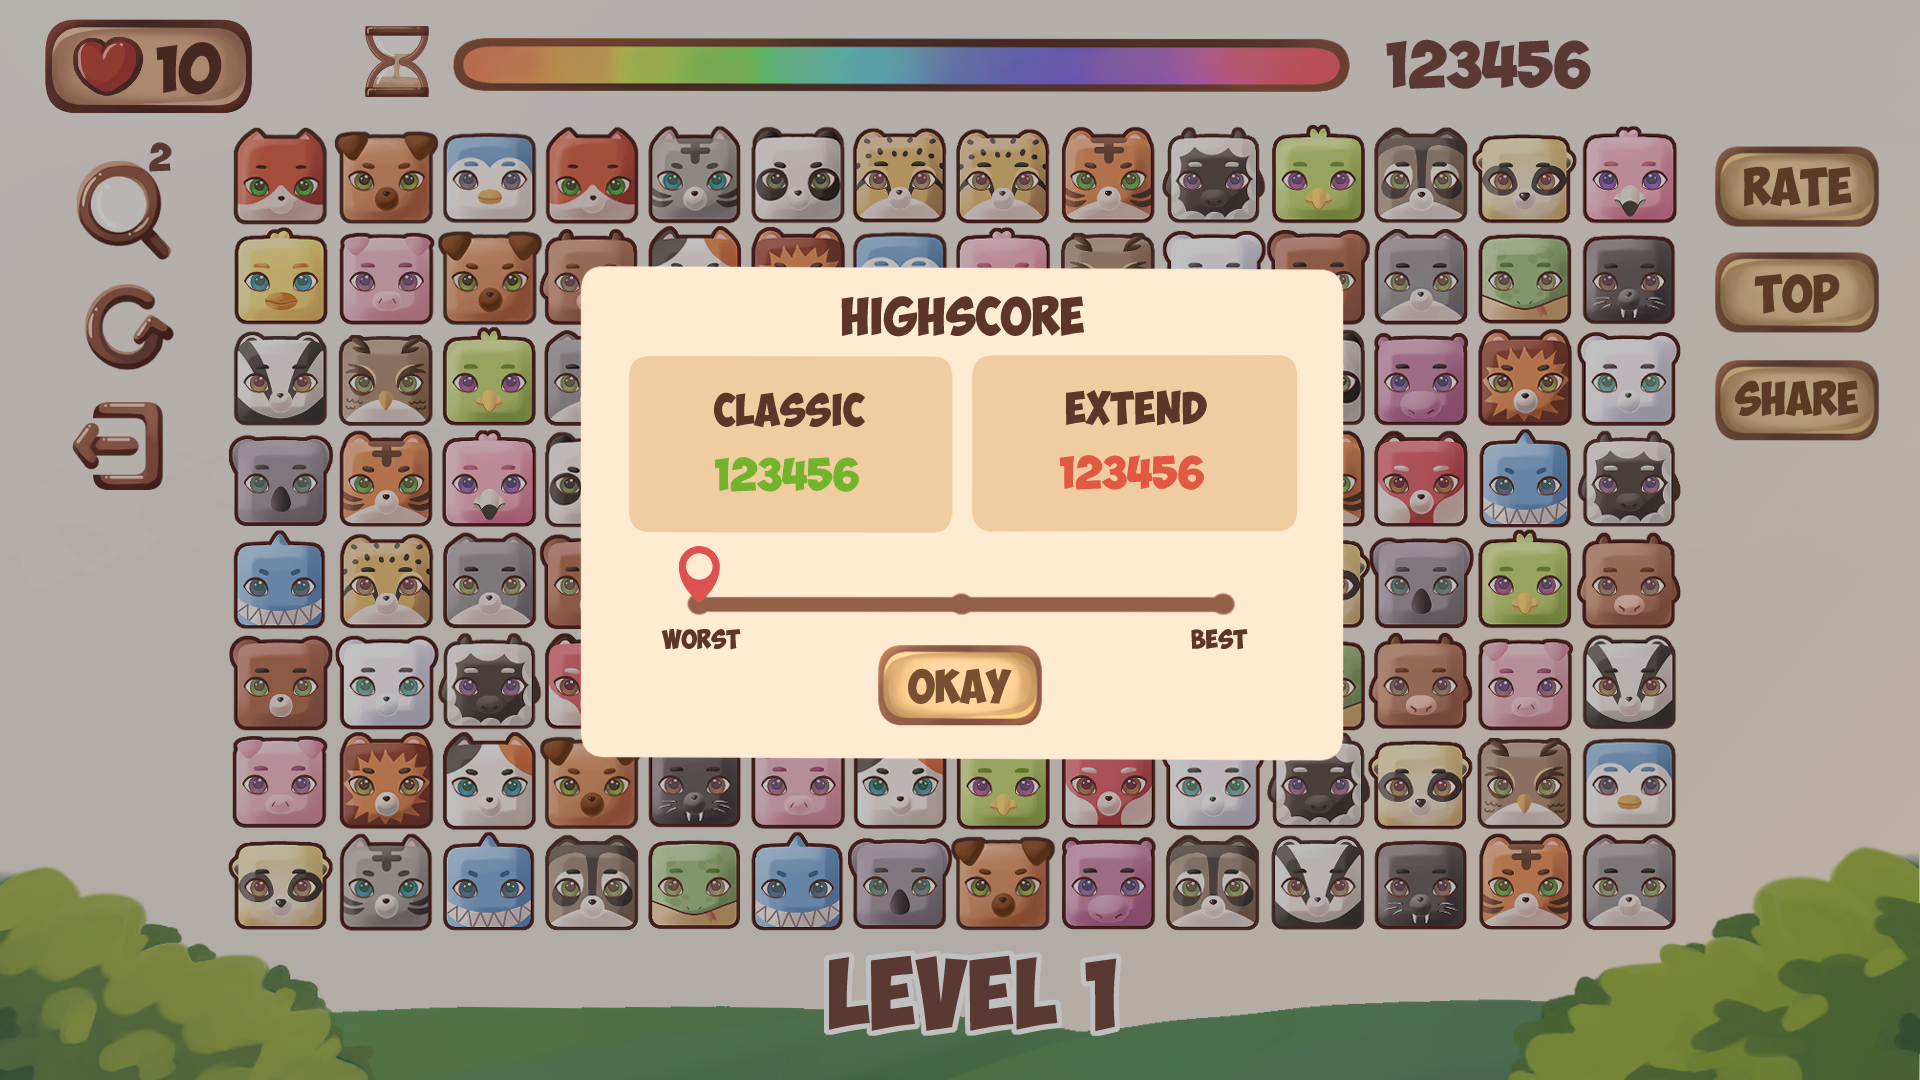 10
123456
2
RATE
TOP
SHARE
HIGHSCORE
CLASSIC
EXTEND
123456
123456
WORST
BEST
OKAY
LEVEL 1